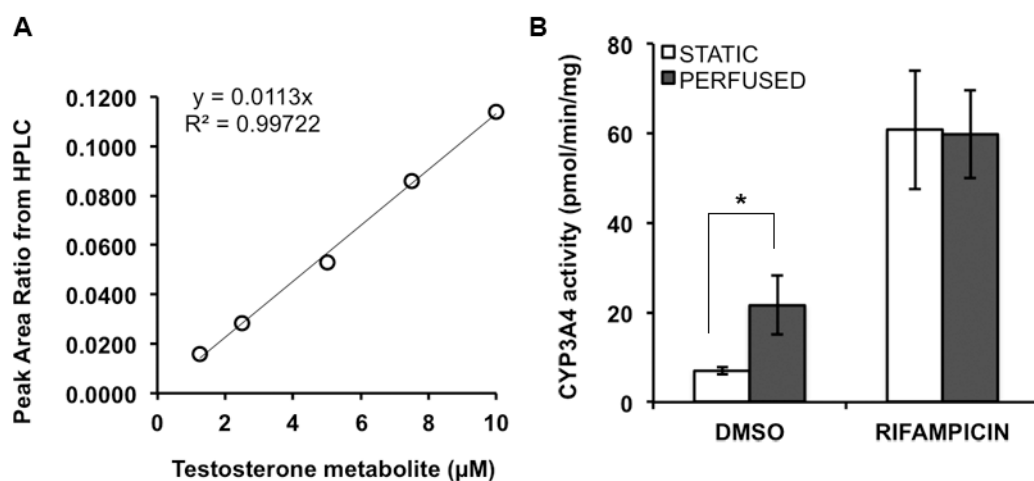 A
y = 0.0113x
R² = 0.99722
0.1200
0.1000
0.0800
0.0600
0.0400
0.0200
0.0000
0 2 4 6 8 10
Peak Area Ratio from HPLC
Testosterone metabolite (µM)
B
STATIC
PERFUSED
80
60
40
20
0
*
CYP3A4 activity (pmol/min/mg)
DMSO RIFAMPICIN